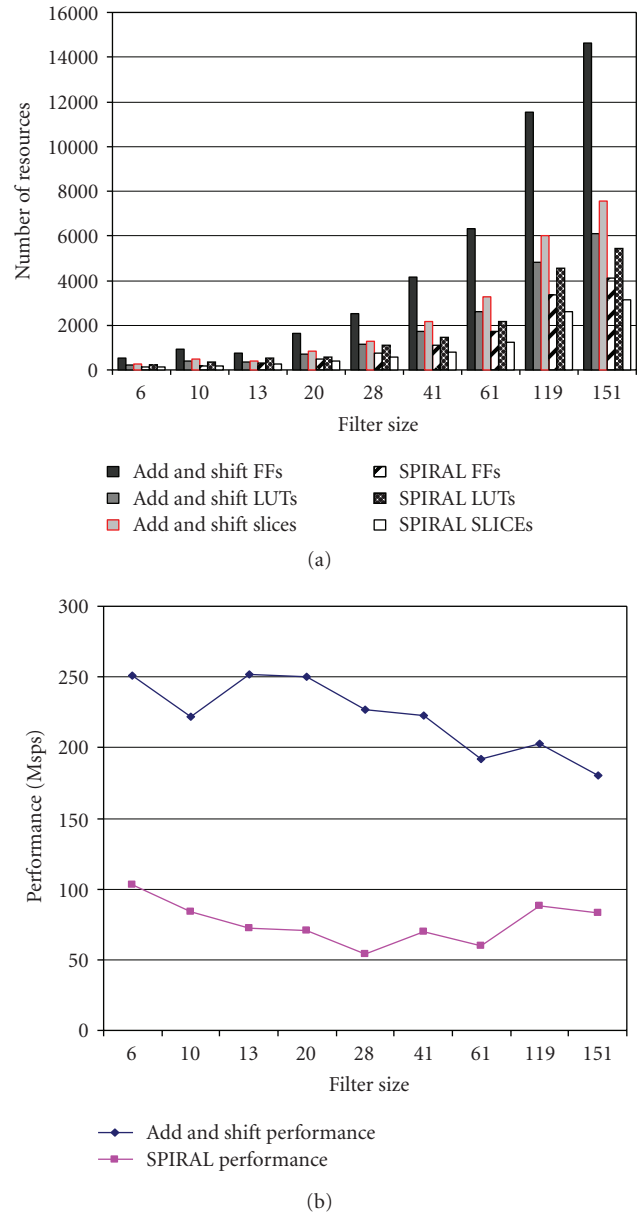 16000
14000
12000
10000
8000
6000
4000
2000
0
Number of resources
6 10 13 20 28 41 61 119 151
Filter size
Add and shift FFs
Add and shift LUTs
Add and shift slices
SPIRAL FFs
SPIRAL LUTs
SPIRAL SLICEs
(a)
300
250
200
150
100
50
0
Performance (Msps)
6 10 13 20 28 41 61 119 151
Filter size
Add and shift performance
SPIRAL performance
(b)